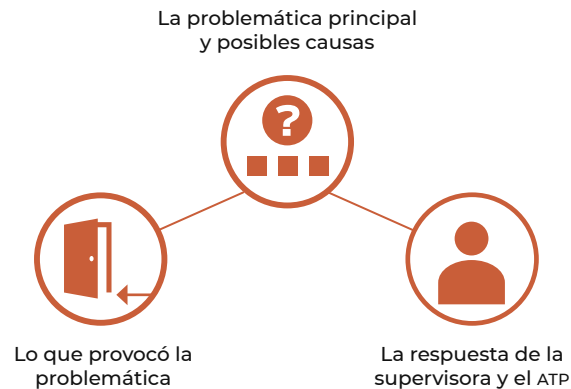 La problemática principal
y posibles causas
?
Lo que provocó la
problemática
La respuesta de la
supervisora y el ATP